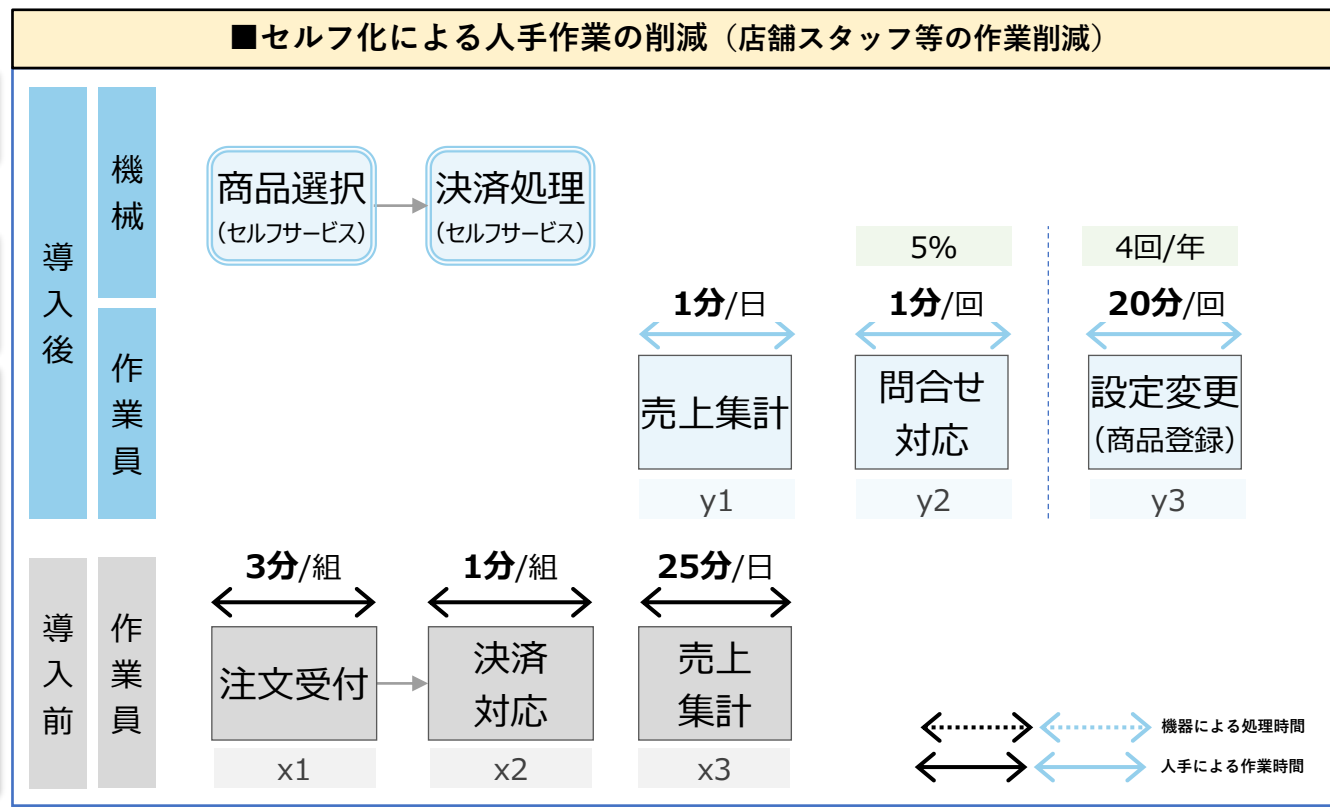 ■セルフ化による人手作業の削減（店舗スタッフ等の作業削減）
導入後
機械
商品選択
(セルフサービス)
決済処理
(セルフサービス)
作業員
5%
4回/年
1分/日
1分/回
20分/回
売上集計
問合せ
対応
設定変更
(商品登録)
y1
y2
y3
導入前
作業員
3分/組
1分/組
25分/日
注文受付
決済
対応
売上
集計
x1
x2
x3
機器による処理時間
人手による作業時間